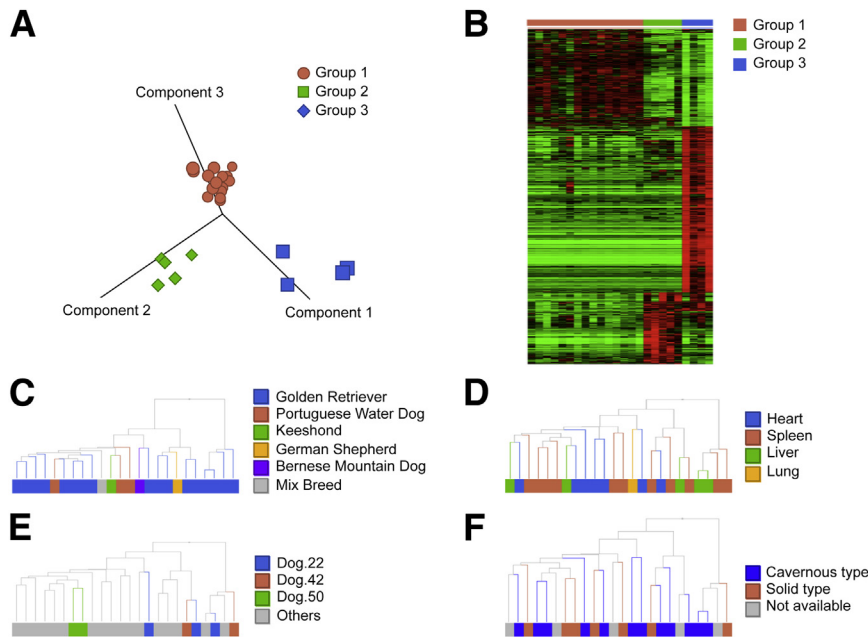 A
Component 3
Group 1
Group 2
Group 3
Component 2
Component 1
B
Group 1
Group 2
Group 3
C
Golden Retriever
Portuguese Water Dog
Keeshond
German Shepherd
Bernese Mountain Dog
Mix Breed
D
Heart
Spleen
Liver
Lung
E
Dog.22
Dog.42
Dog.50
Others
F
Cavernous type
Solid type
Not available